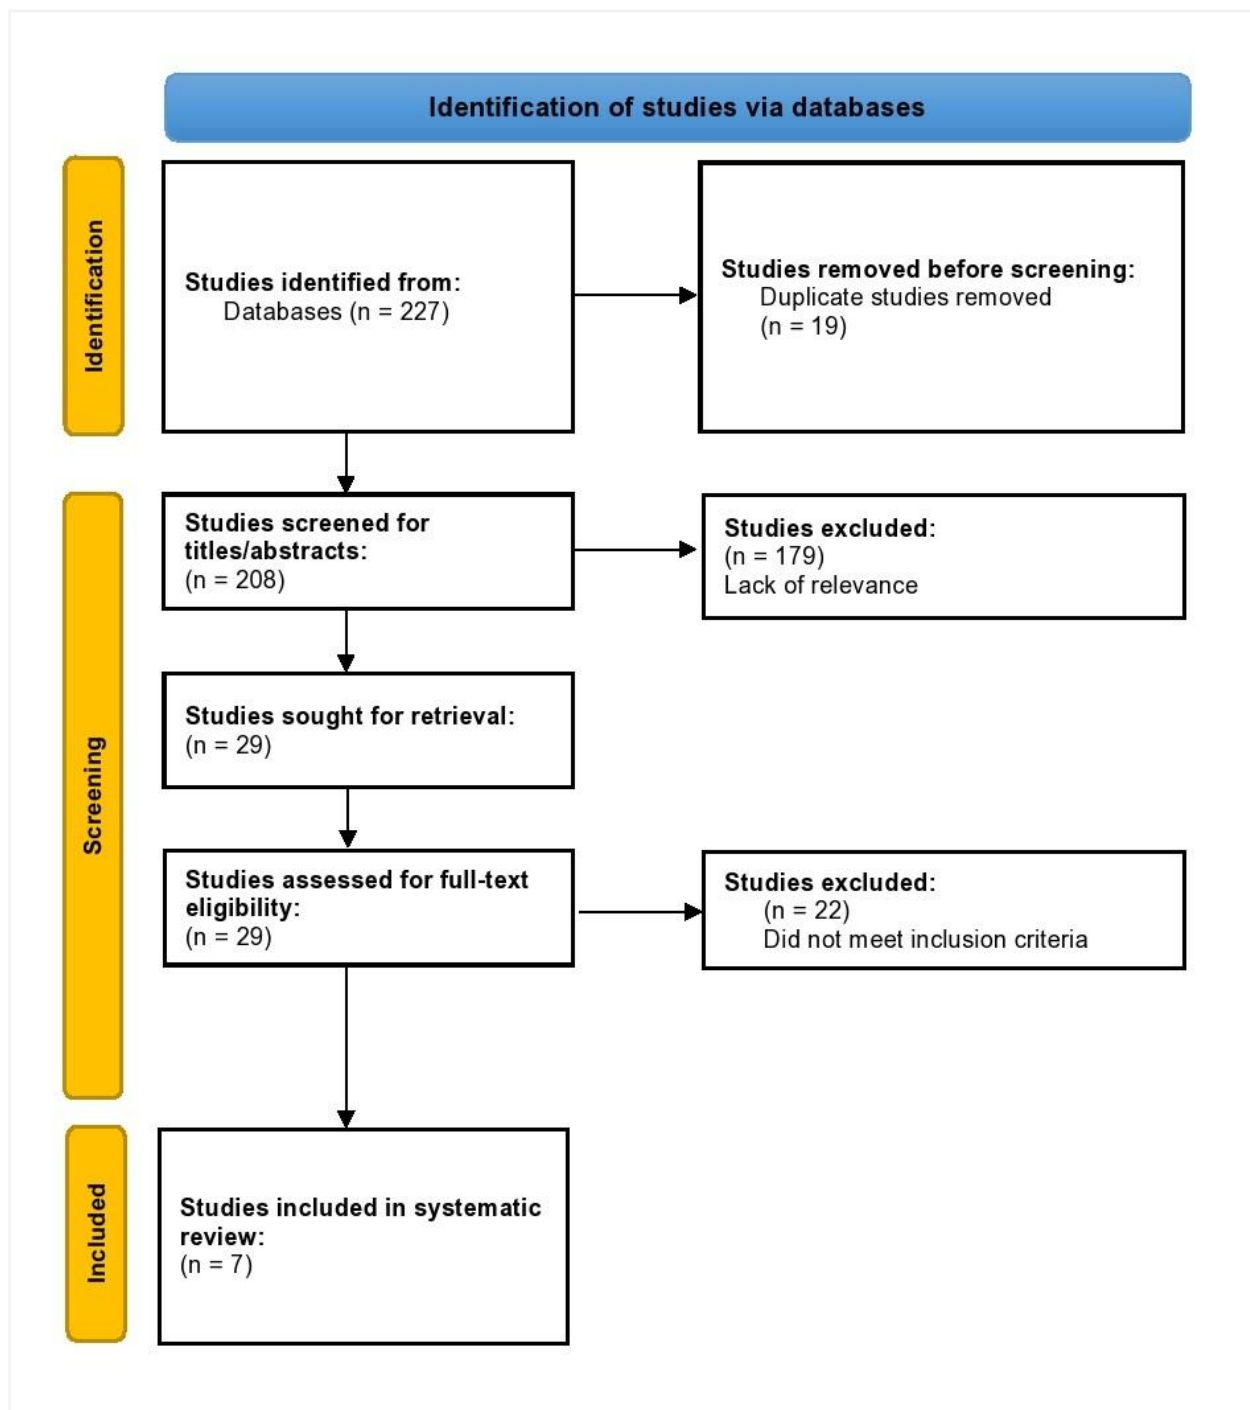 Identification of studies via databases
Identification
Studies identified from:
Databases (n = 227)
Studies removed before screening:
Duplicate studies removed
(n = 19)
Screening
Studies screened for
titles/abstracts:
(n = 208)
Studies excluded:
(n = 179)
Lack of relevance
Studies sought for retrieval:
(n = 29)
Studies assessed for full-text
eligibility:
(n = 29)
Studies excluded:
(n = 22)
Did not meet inclusion criteria
Included
Studies included in systematic
review:
(n = 7)